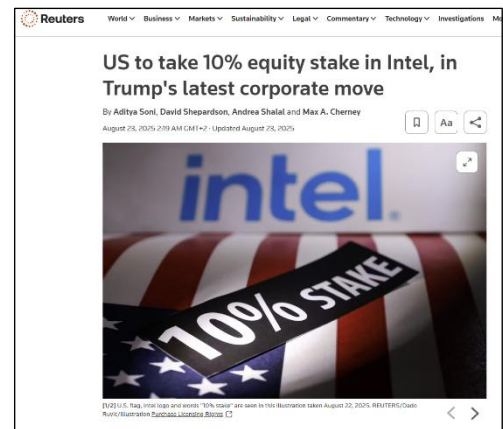 Reuters
World Business Markets Sustainability Legal Commentary Technology Investigations
US to take 10% equity stake in Intel, in
Trump's latest corporate move
By Aditya Soni, David Shepardson, Andrea Shalal and Max A. Cherney
August 23, 2025 2:19 AM GMT+2 · Updated August 23, 2025
Aa
intel.
10% STAKE
[1/2] U.S. flag, Intel logo and words "10% stake" are seen in this illustration taken August 22, 2025. REUTERS/Dado
Ruvic/Illustration Purchase Licensing Rights